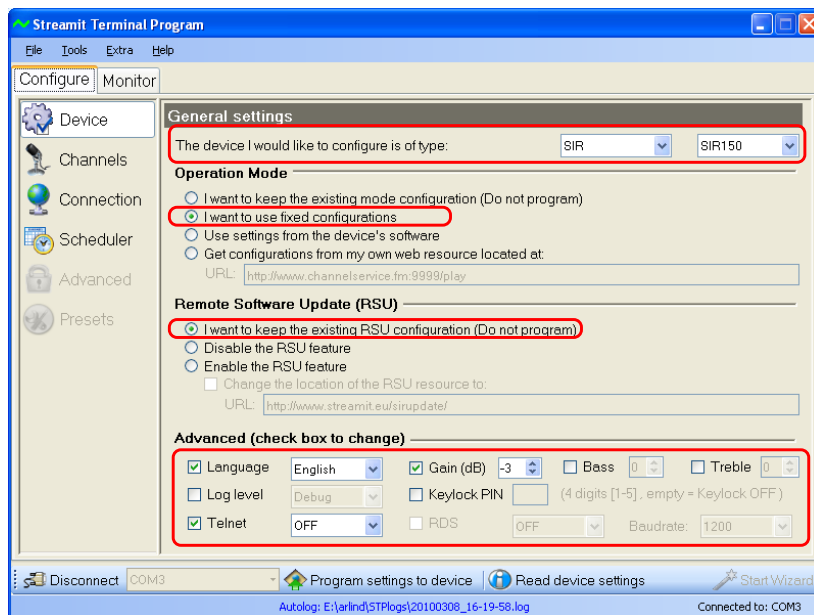 Streamit Terminal Program
File Tools Extra Help
Configure Monitor
Device
Channels
Connection
Scheduler
Advanced
Presets
General settings
The device I would like to configure is of type: SIR SIR150
Operation Mode
I want to keep the existing mode configuration (Do not program)
I want to use fixed configurations
Use settings from the device's software
Get configurations from my own web resource located at:
URL: http://www.channelservice.fm:9999/play
Remote Software Update (RSU)
I want to keep the existing RSU configuration (Do not program)
Disable the RSU feature
Enable the RSU feature
Change the location of the RSU resource to:
URL: http://www.streamit.eu/sirupdate/
Advanced (check box to change)
Language English Gain (dB) -3 Bass 0 Treble 0
Log level Debug Keylock PIN (4 digits [1-5] , empty = Keylock OFF )
Telnet OFF RDS OFF Baudrate: 1200
Disconnect COM3 Program settings to device Read device settings Start Wizard
Autolog: E:\arlind\STPlogs\20100308_16-19-58.log Connected to: COM3